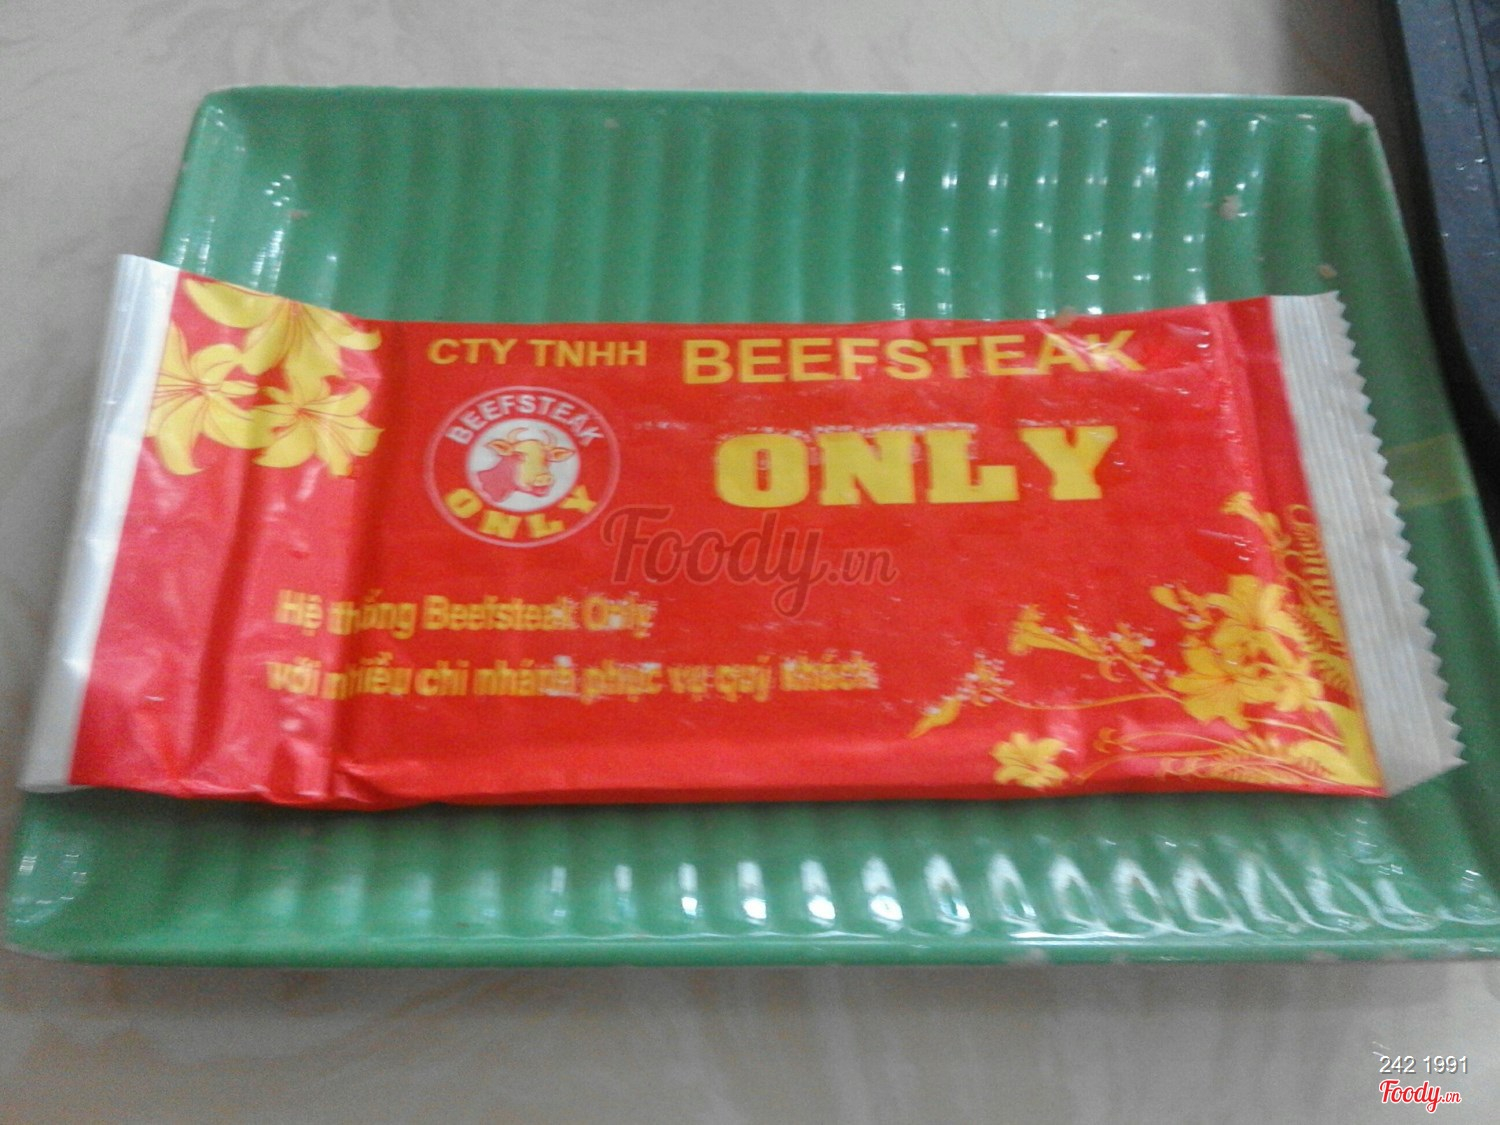 CTY TNHH BEEFSTEAK
ONLY
BEEFSTEAK
ONLY
Hệ thống Beefsteak Only
với nhiều chi nhánh phục vụ quý khách
Foody.vn
242 1991
Foody.vn